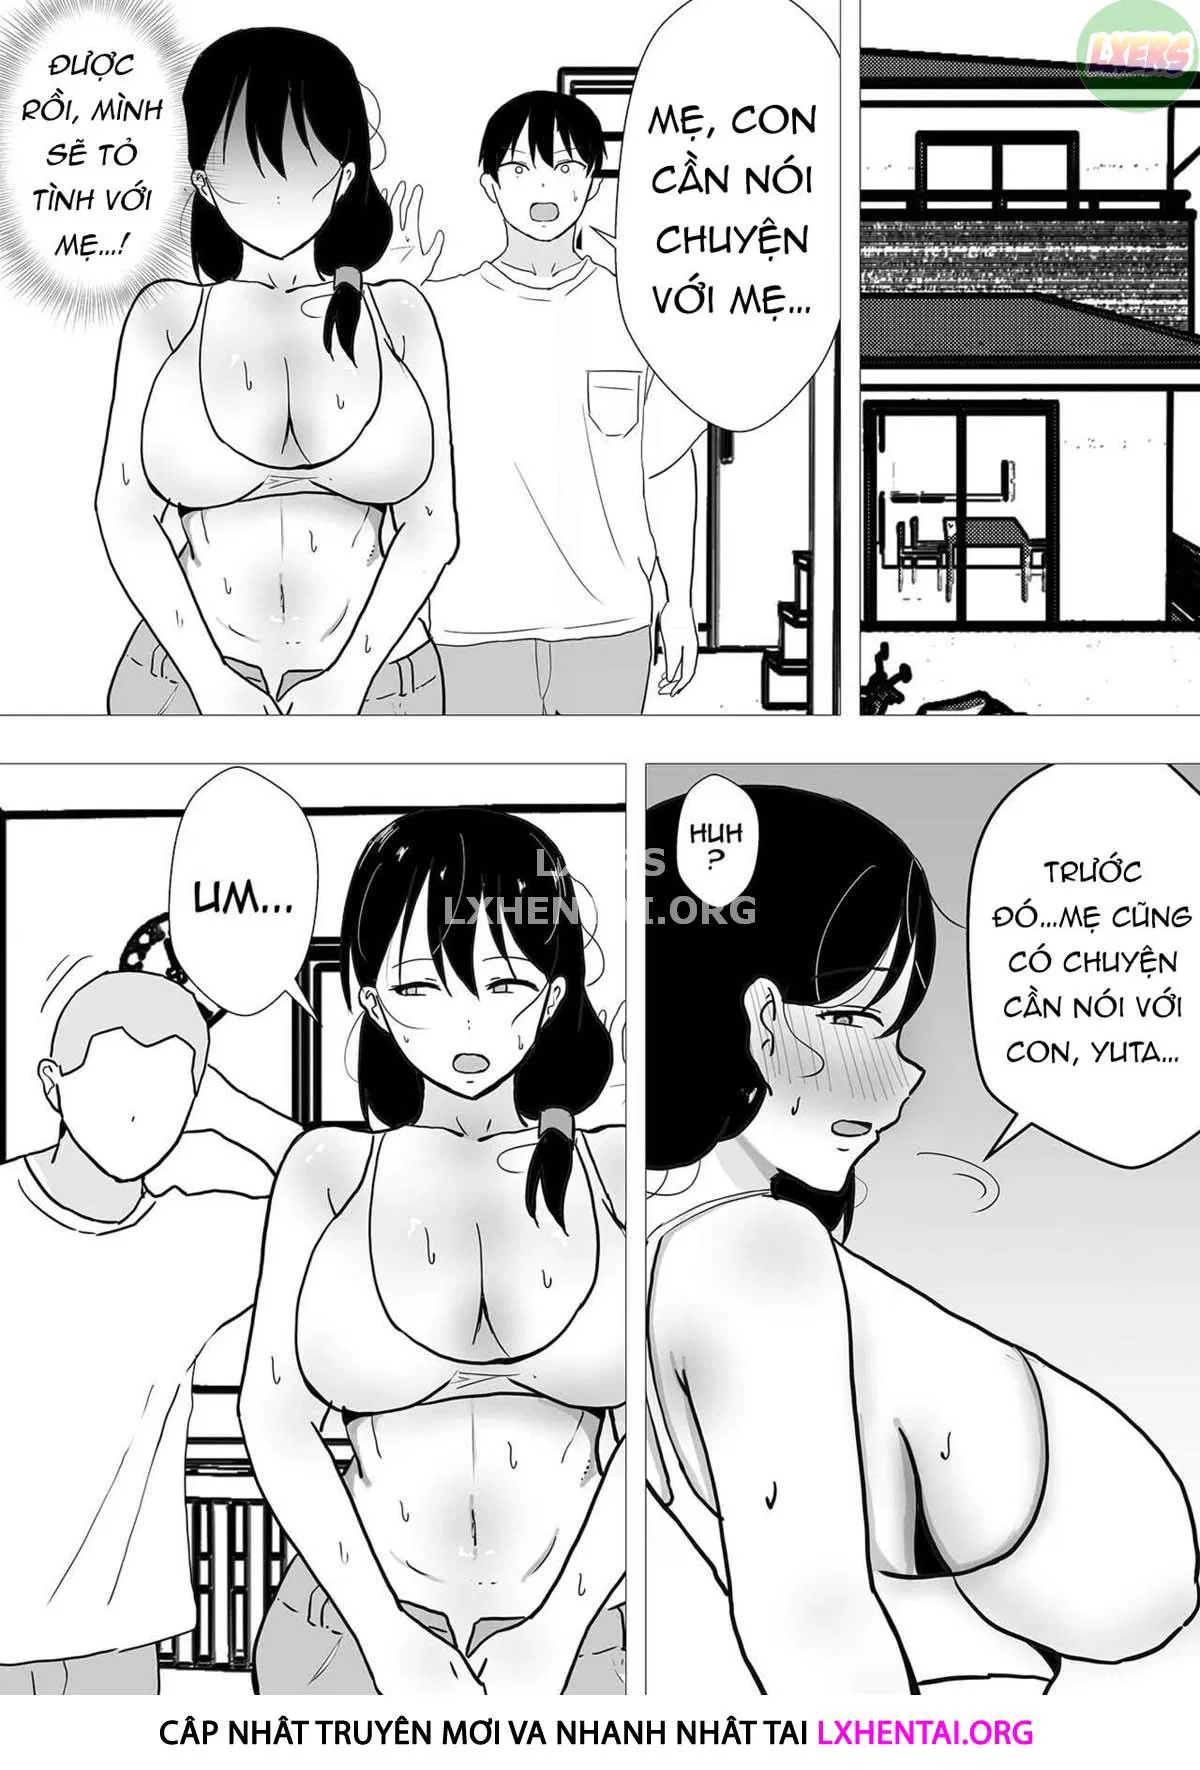 LXERS
MẸ, CON
CẦN NÓI
CHUYỆN
VỚI MẸ...
ĐƯỢC
RỒI, MÌNH
SẼ TỎ
TÌNH VỚI
MẸ...!
TRƯỚC
ĐÓ...MẸ CŨNG
CÓ CHUYỆN
CẦN NÓI VỚI
CON, YUTA...
HUH
?
UM...
LXERS
LXHENTAI.ORG
CẬP NHẬT TRUYỆN MỚI VÀ NHANH NHẤT TẠI LXHENTAI.ORG